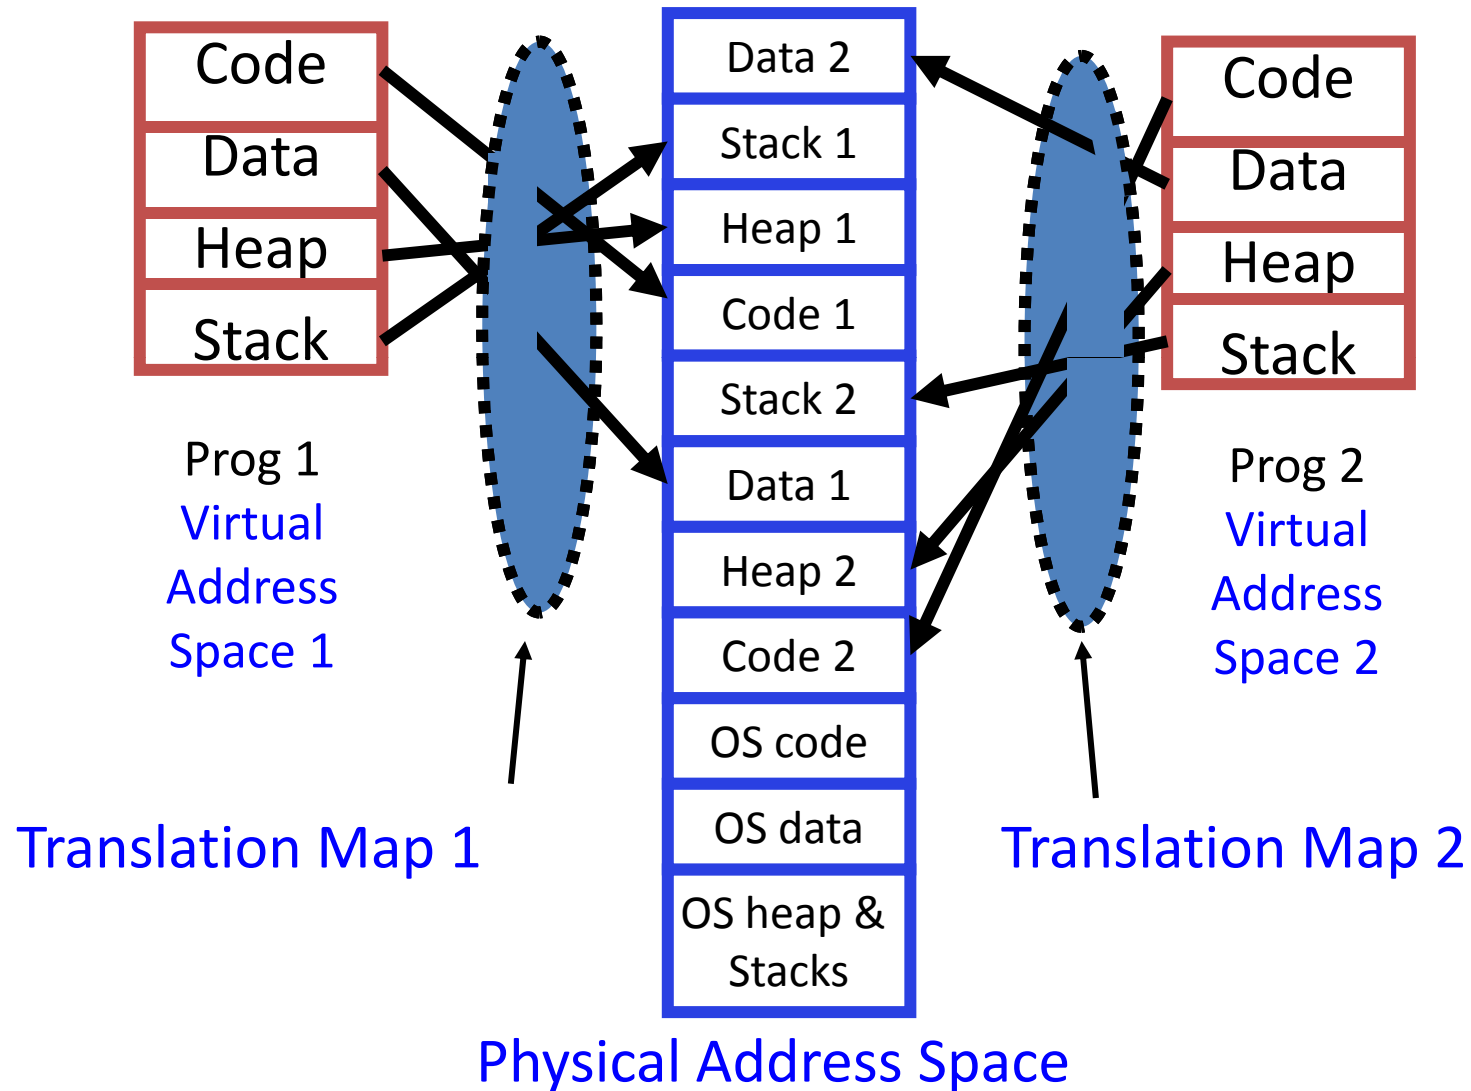 Code
Data
Heap
Stack
Prog 1
Virtual
Address
Space 1
Translation Map 1
Data 2
Stack 1
Heap 1
Code 1
Stack 2
Data 1
Heap 2
Code 2
OS code
OS data
OS heap &
Stacks
Physical Address Space
Code
Data
Heap
Stack
Prog 2
Virtual
Address
Space 2
Translation Map 2